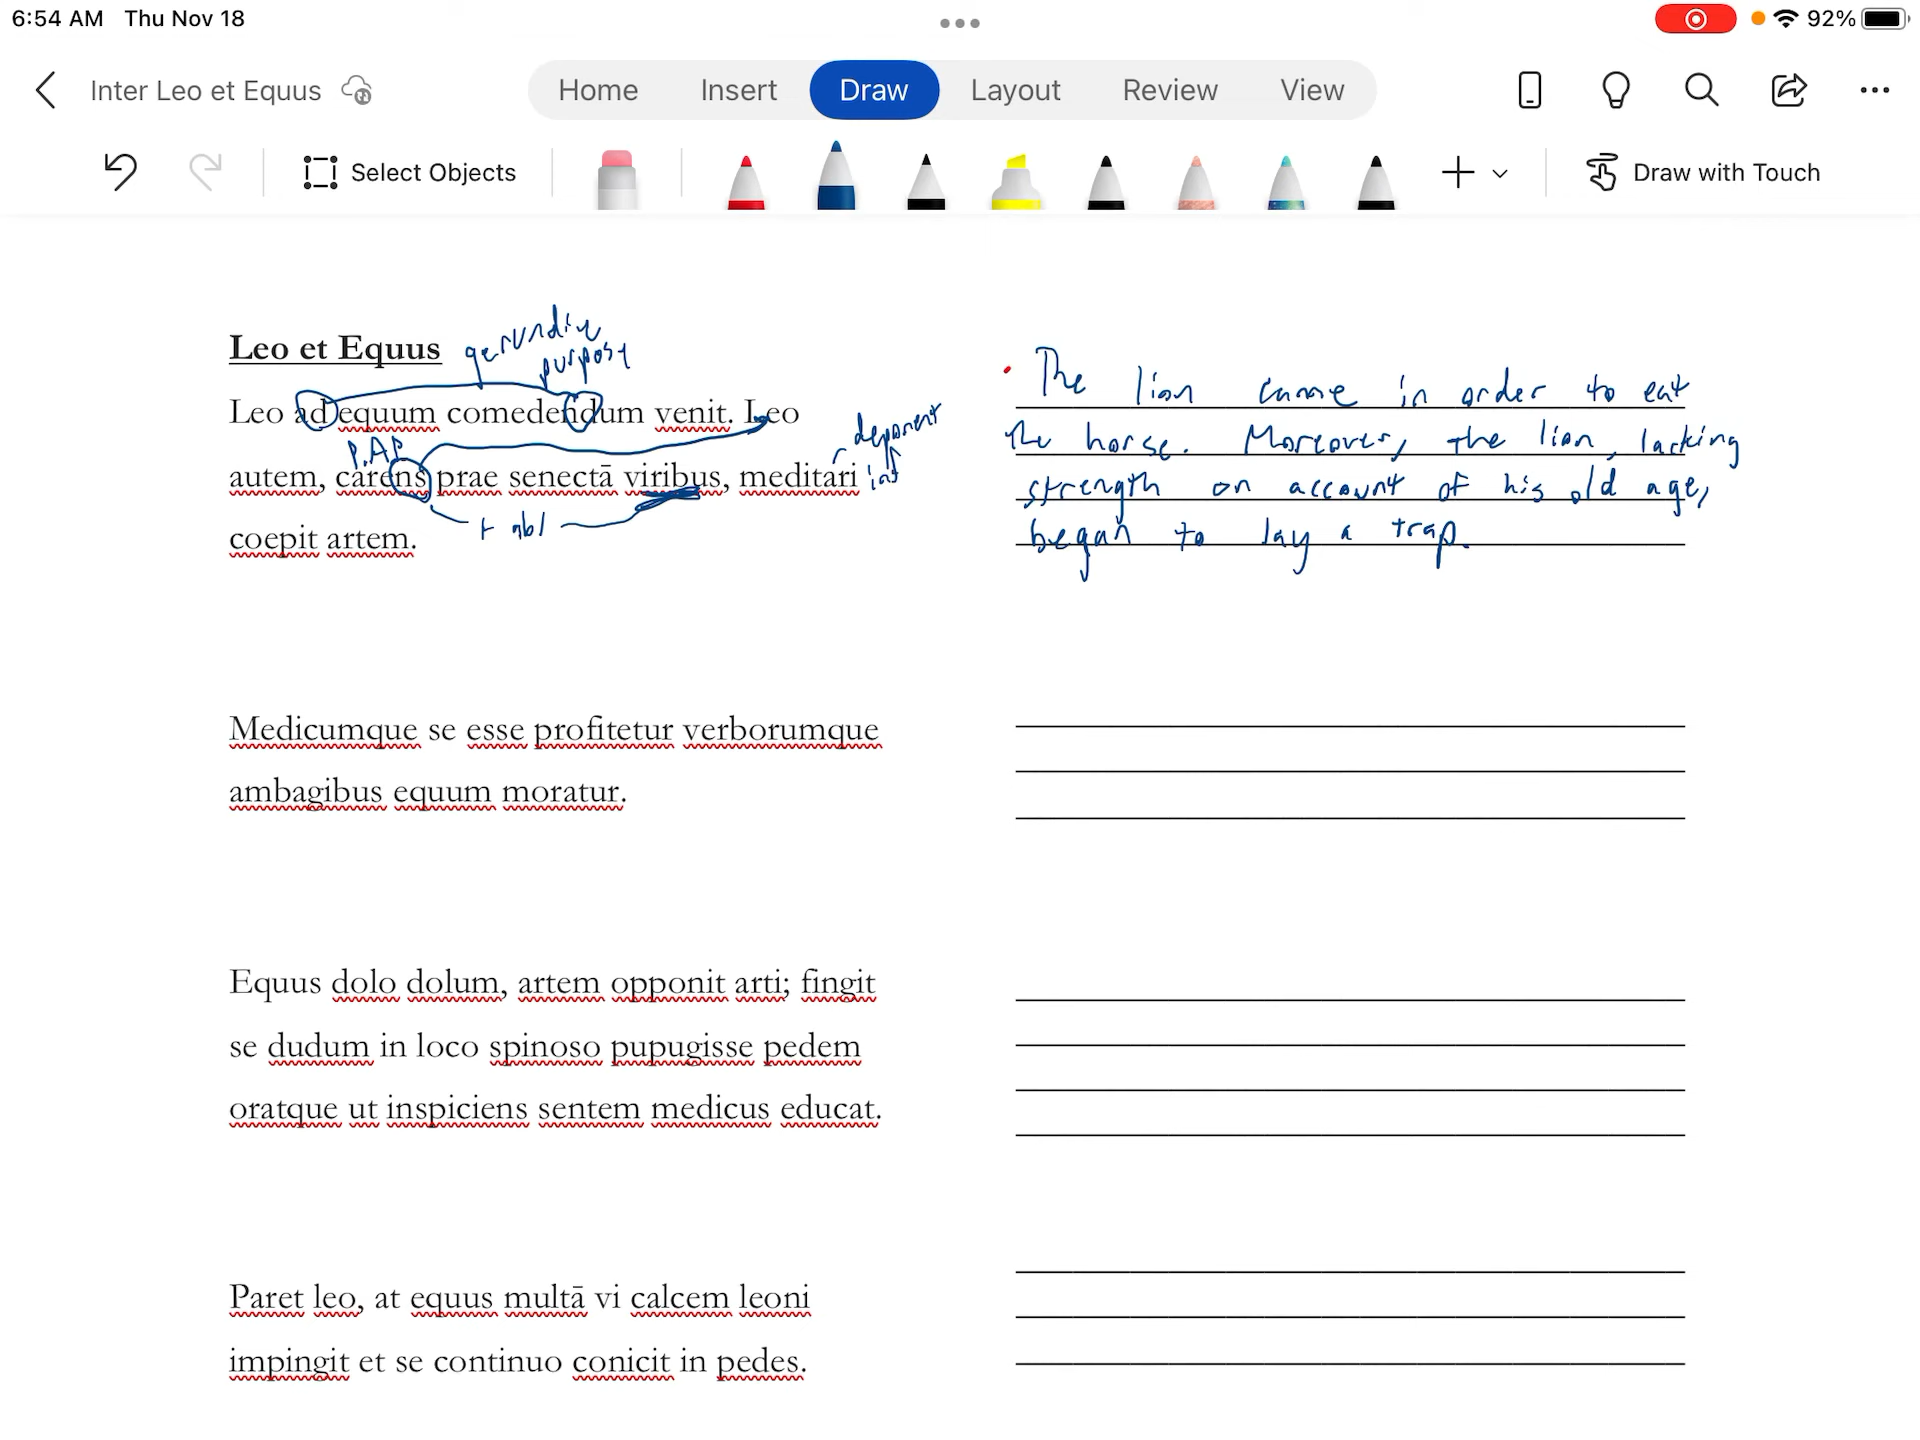 6:54 AM Thu Nov 18
92%
Inter Leo et Equus
Home Insert Draw Layout Review View
Select Objects
Draw with Touch
Leo et Equus
gerundive
purpose
Leo ad equum comedendum venit. Leo
deponent
P.A.P
autem, carens prae senectā viribus, meditari
inf
+ abl
coepit artem.
• The lion came in order to eat
the horse. Moreover, the lion, lacking
strength on account of his old age,
began to lay a trap.
Medicumque se esse profitetur verborumque
ambagibus equum moratur.
Equus dolo dolum, artem opponit arti; fingit
se dudum in loco spinoso pupugisse pedem
oratque ut inspiciens sentem medicus educat.
Paret leo, at equus multā vi calcem leoni
impingit et se continuo conicit in pedes.